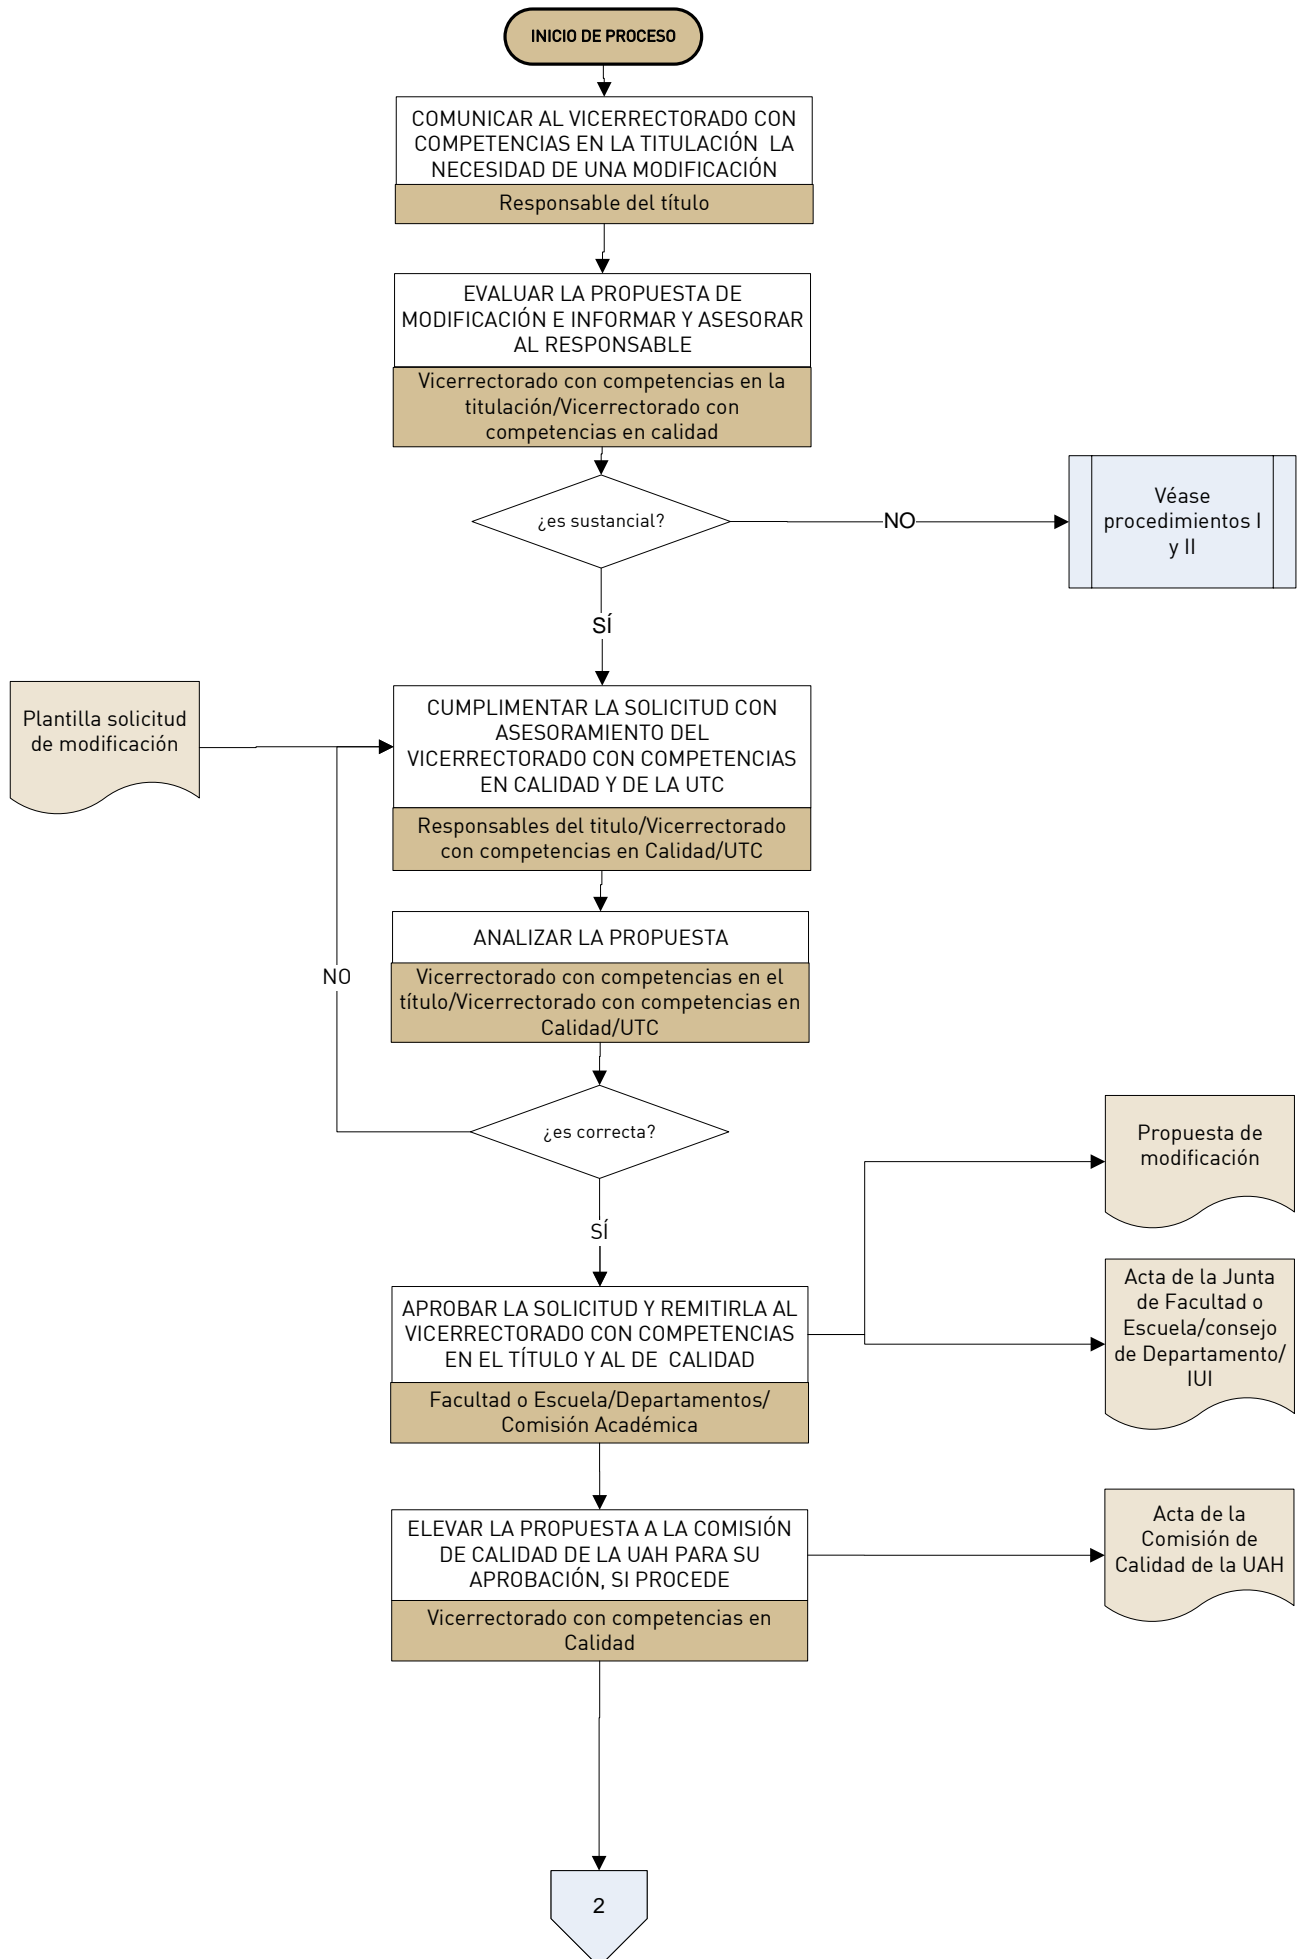 INICIO DE PROCESO
COMUNICAR AL VICERRECTORADO CON
COMPETENCIAS EN LA TITULACIÓN LA
NECESIDAD DE UNA MODIFICACIÓN
Responsable del título
EVALUAR LA PROPUESTA DE
MODIFICACIÓN E INFORMAR Y ASESORAR
AL RESPONSABLE
Vicerrectorado con competencias en la
titulación/Vicerrectorado con
competencias en calidad
¿es sustancial?
NO
Véase
procedimientos I
y II
SÍ
Plantilla solicitud
de modificación
CUMPLIMENTAR LA SOLICITUD CON
ASESORAMIENTO DEL
VICERRECTORADO CON COMPETENCIAS
EN CALIDAD Y DE LA UTC
Responsables del titulo/Vicerrectorado
con competencias en Calidad/UTC
ANALIZAR LA PROPUESTA
Vicerrectorado con competencias en el
título/Vicerrectorado con competencias en
Calidad/UTC
NO
¿es correcta?
SÍ
Propuesta de
modificación
APROBAR LA SOLICITUD Y REMITIRLA AL
VICERRECTORADO CON COMPETENCIAS
EN EL TÍTULO Y AL DE CALIDAD
Facultad o Escuela/Departamentos/
Comisión Académica
Acta de la Junta
de Facultad o
Escuela/consejo
de Departamento/
IUI
ELEVAR LA PROPUESTA A LA COMISIÓN
DE CALIDAD DE LA UAH PARA SU
APROBACIÓN, SI PROCEDE
Vicerrectorado con competencias en
Calidad
Acta de la
Comisión de
Calidad de la UAH
2